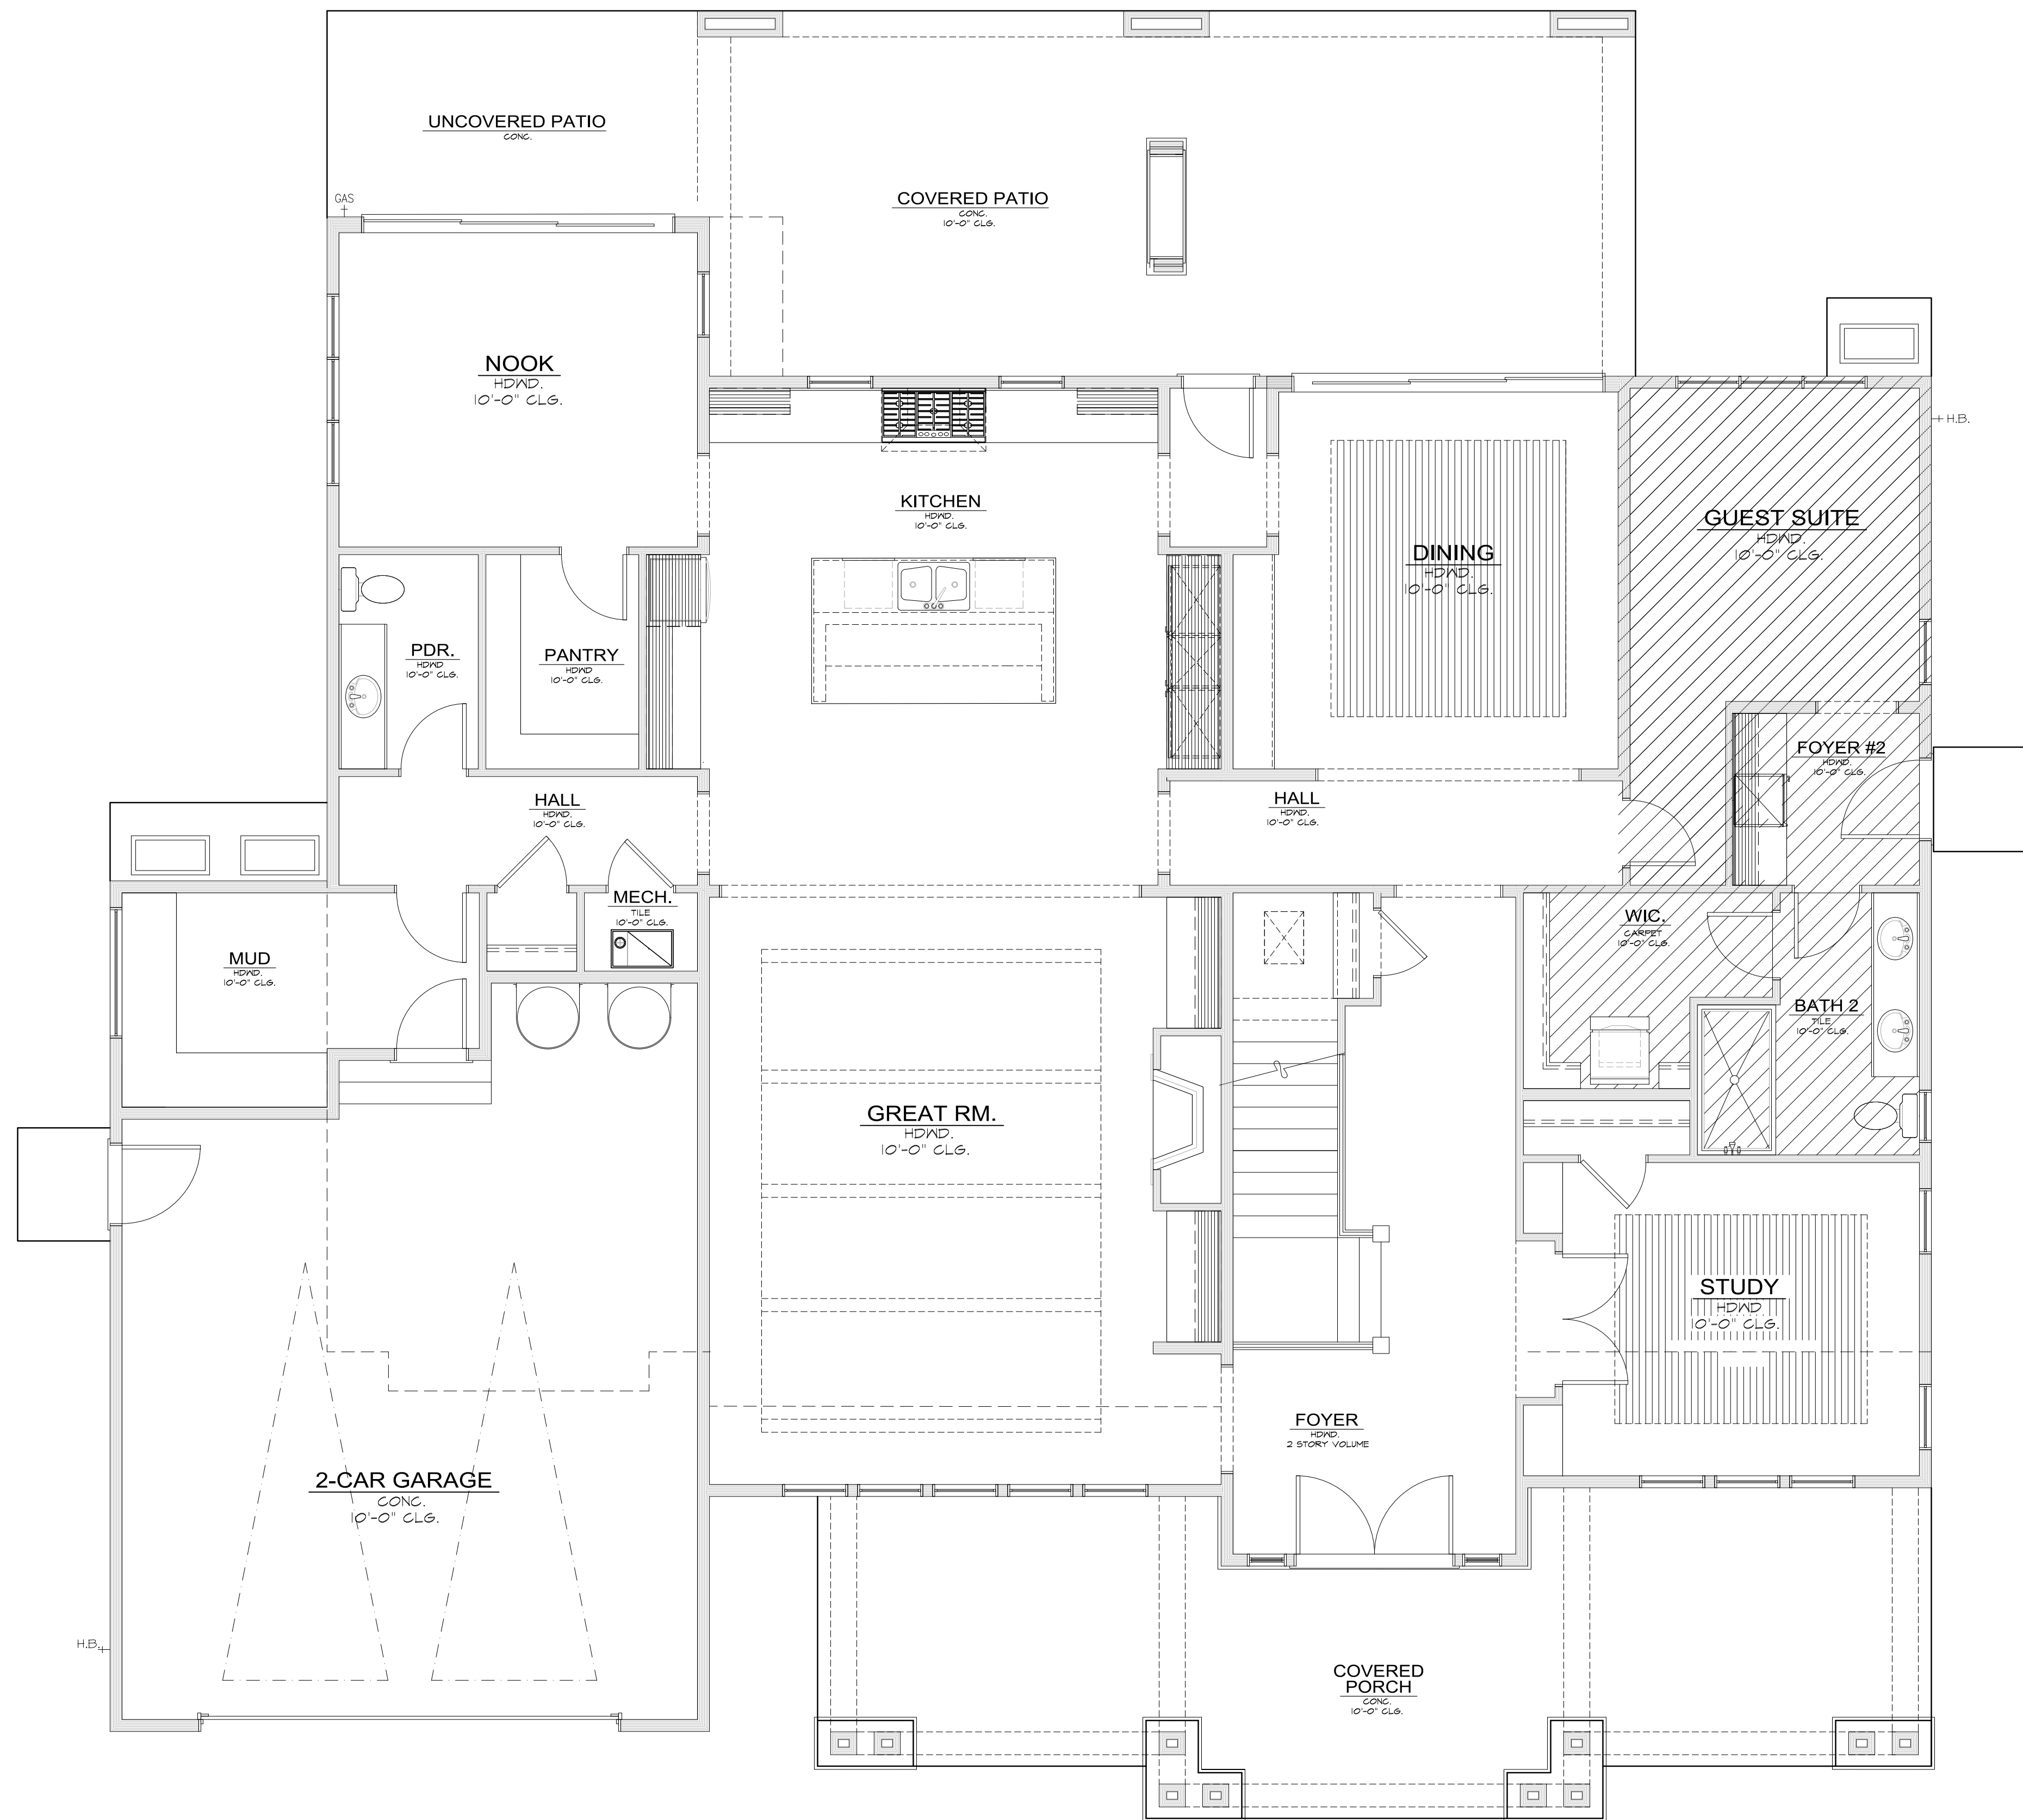 UNCOVERED PATIO
CONC.
COVERED PATIO
CONC.
10'-0" CLG.
GAS
NOOK
HDWD.
10'-0" CLG.
H.B.
KITCHEN
HDWD.
10'-0" CLG.
GUEST SUITE
HDWD.
10'-0" CLG.
DINING
HDWD.
10'-0" CLG.
PDR.
HDWD
10'-0" CLG.
PANTRY
HDWD
10'-0" CLG.
FOYER #2
HDWD.
10'-0" CLG.
HALL
HDWD.
10'-0" CLG.
HALL
HDWD.
10'-0" CLG.
MECH.
TILE
10'-0" CLG.
WIC.
CARPET
10'-0" CLG.
MUD
HDWD.
10'-0" CLG.
BATH 2
TILE
10'-0" CLG.
GREAT RM.
HDWD.
10'-0" CLG.
STUDY
HDWD
10'-0" CLG.
FOYER
HDWD.
2 STORY VOLUME
2-CAR GARAGE
CONC.
10'-0" CLG.
H.B.
COVERED
PORCH
CONC.
10'-0" CLG.